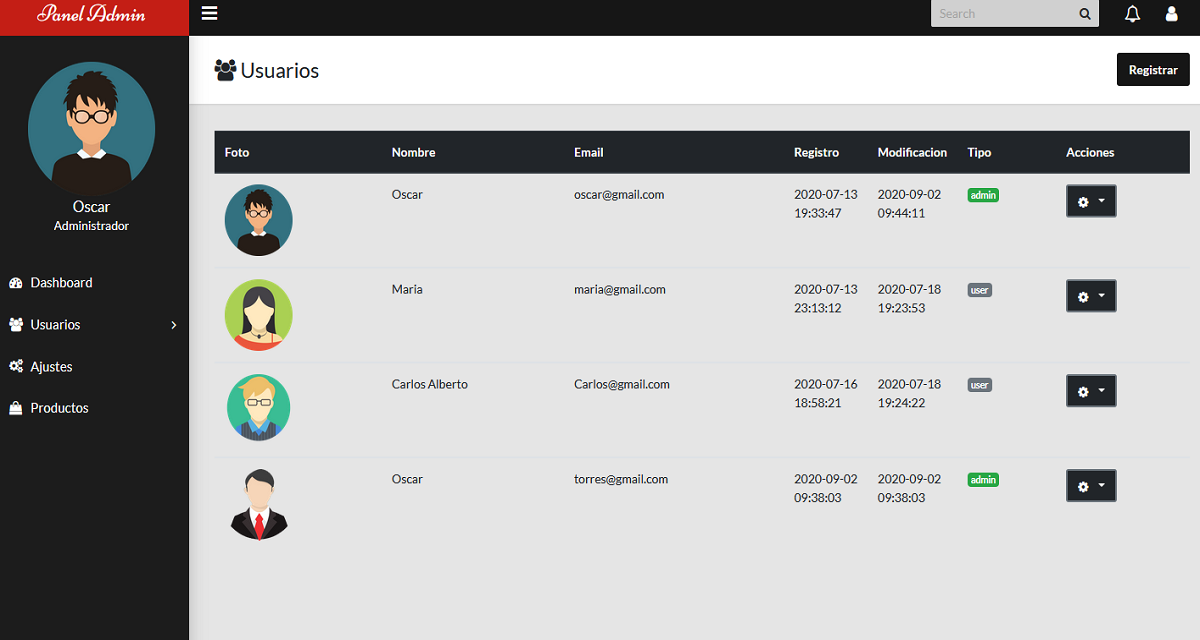 Panel Admin
Search
Usuarios
Registrar
Oscar
Administrador
Dashboard
Usuarios
Ajustes
Productos
Foto Nombre Email Registro Modificacion Tipo Acciones
Oscar oscar@gmail.com 2020-07-13 2020-09-02 admin
19:33:47 09:44:11
Maria maria@gmail.com 2020-07-13 2020-07-18 user
23:13:12 19:23:53
Carlos Alberto Carlos@gmail.com 2020-07-16 2020-07-18 user
18:58:21 19:24:22
Oscar torres@gmail.com 2020-09-02 2020-09-02 admin
09:38:03 09:38:03